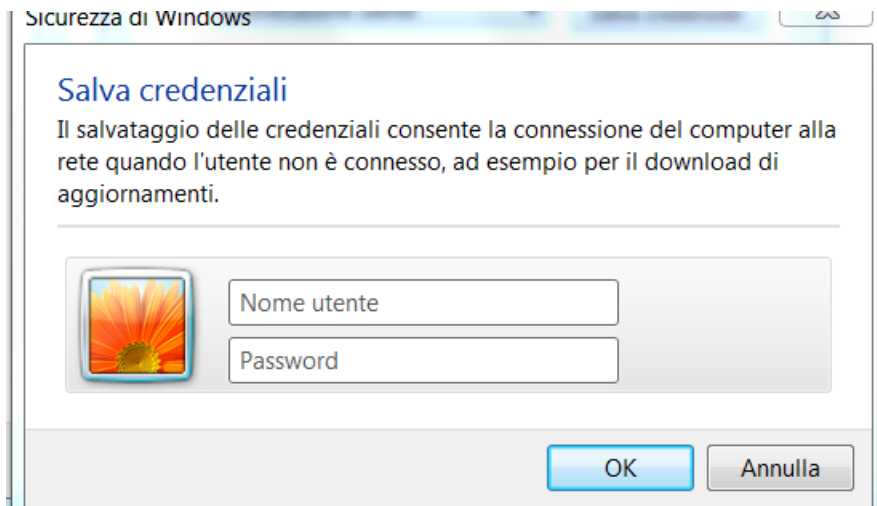 Sicurezza di Windows
Salva credenziali
Il salvataggio delle credenziali consente la connessione del computer alla
rete quando l'utente non è connesso, ad esempio per il download di
aggiornamenti.
Nome utente
Password
OK
Annulla